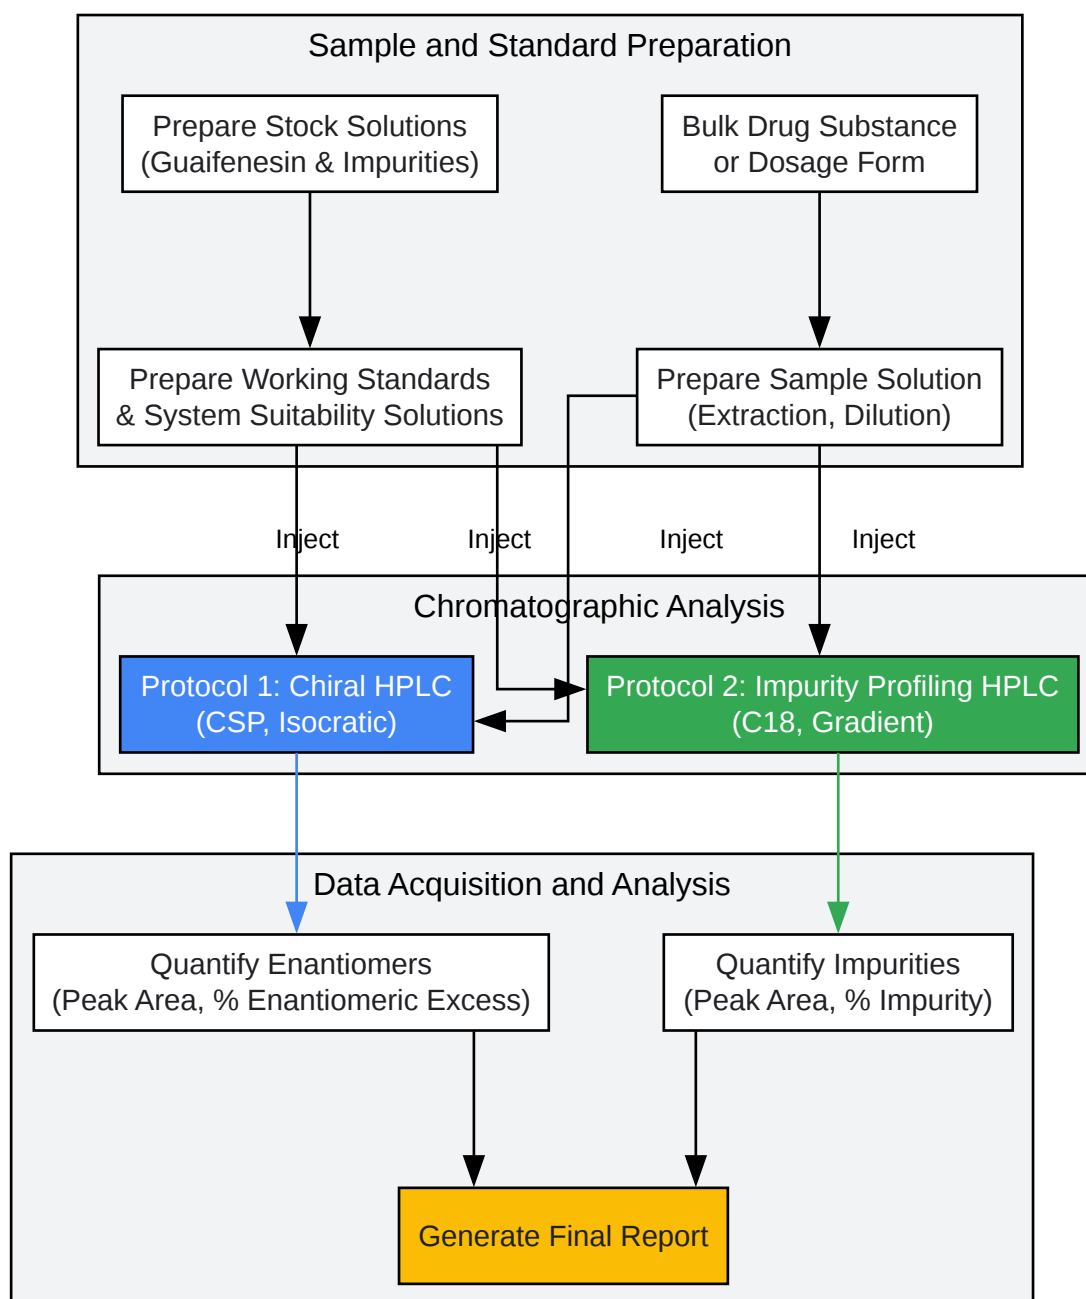 Sample and Standard Preparation
Prepare Stock Solutions
(Guaifenesin & Impurities)
Bulk Drug Substance
or Dosage Form
Prepare Working Standards
& System Suitability Solutions
Prepare Sample Solution
(Extraction, Dilution)
Inject
Inject
Inject
Inject
Chromatographic Analysis
Protocol 1: Chiral HPLC
(CSP, Isocratic)
Protocol 2: Impurity Profiling HPLC
(C18, Gradient)
Data Acquisition and Analysis
Quantify Enantiomers
(Peak Area, % Enantiomeric Excess)
Quantify Impurities
(Peak Area, % Impurity)
Generate Final Report